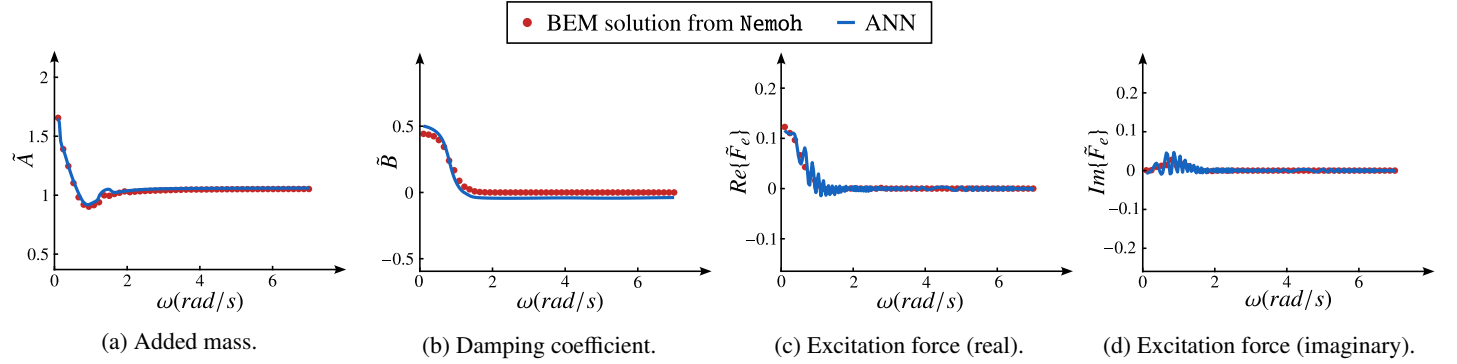 BEM solution from Nemoh
ANN
2
1.5
1
0.5
Ã
0
2
4
6
ω(rad/s)
(a) Added mass.
0.5
0
−0.5
B̃
0
2
4
6
ω(rad/s)
(b) Damping coefficient.
0.2
0.1
0
−0.1
Re{F̃e}
0
2
4
6
ω(rad/s)
(c) Excitation force (real).
0.2
0.1
0
−0.1
−0.2
Im{F̃e}
0
2
4
6
ω(rad/s)
(d) Excitation force (imaginary).